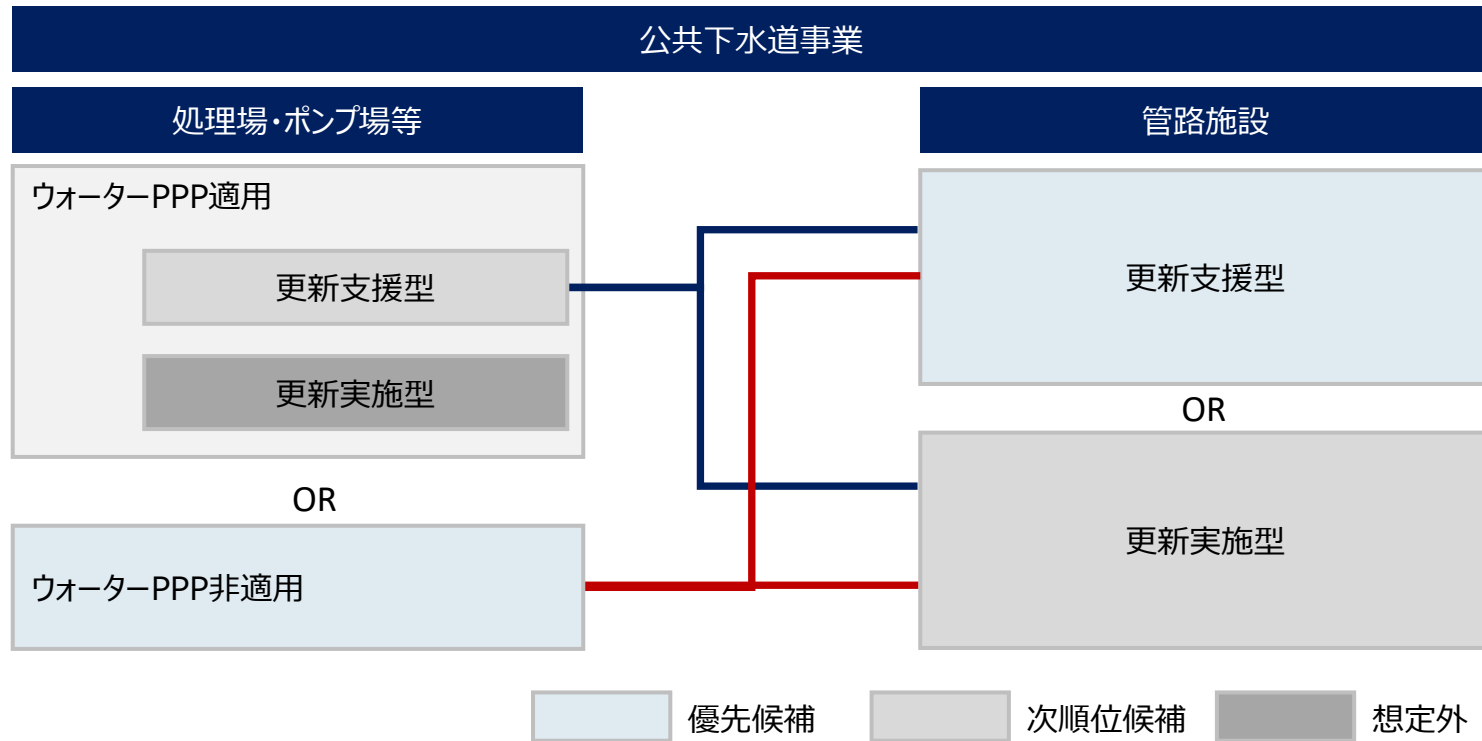 公共下水道事業
処理場・ポンプ場等
管路施設
ウォーターPPP適用
更新支援型
更新実施型
OR
ウォーターPPP非適用
更新支援型
OR
更新実施型
優先候補
次順位候補
想定外